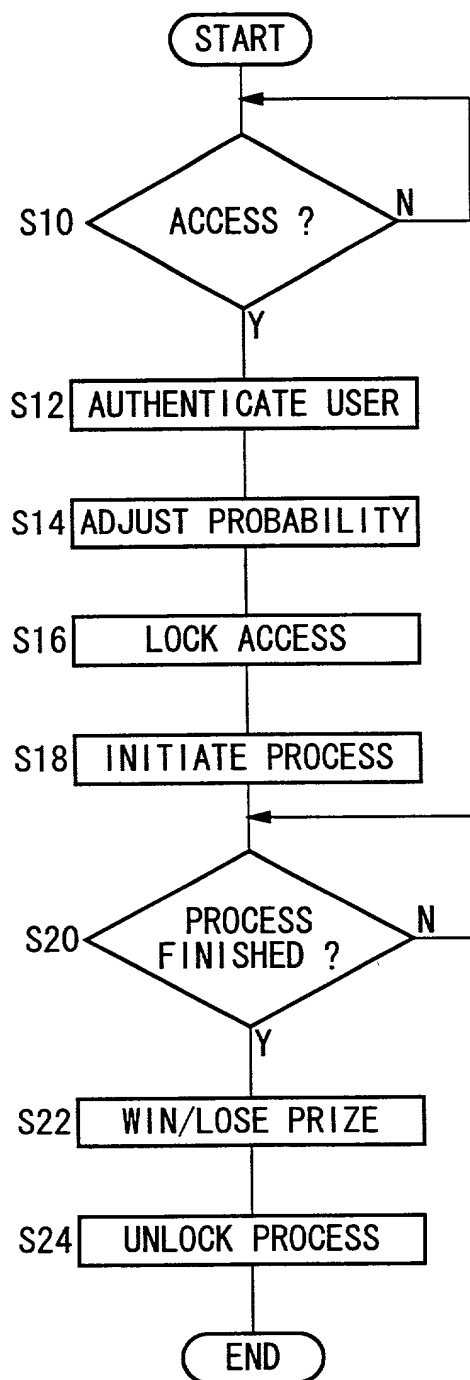 START
S10 ACCESS ? N
Y
S12 AUTHENTICATE USER
S14 ADJUST PROBABILITY
S16 LOCK ACCESS
S18 INITIATE PROCESS
S20 PROCESS N
FINISHED ?
Y
S22 WIN/LOSE PRIZE
S24 UNLOCK PROCESS
END